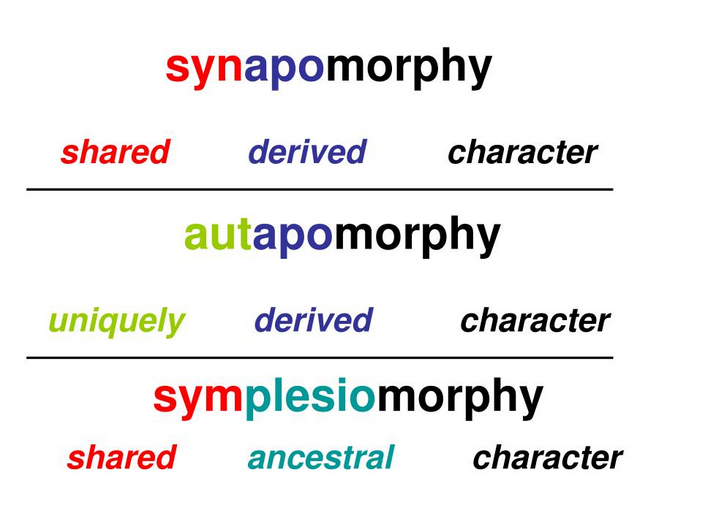 synapomorphy
shared derived character
autapomorphy
uniquely derived character
symplesiomorphy
shared ancestral character